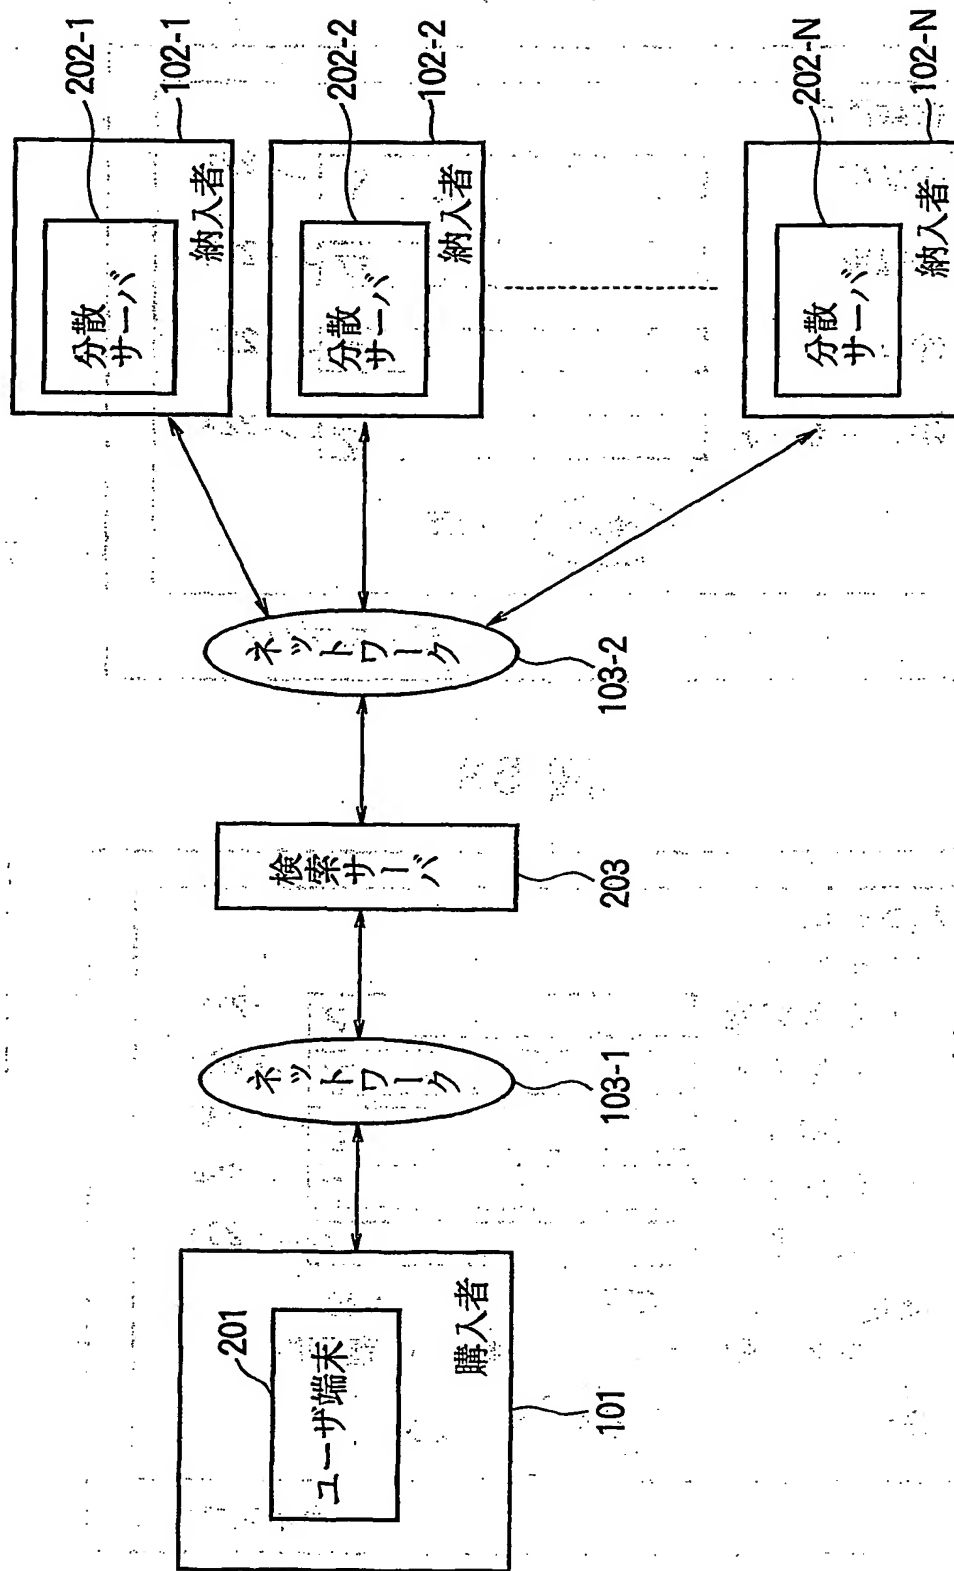 201
ユーザ端末
購入者
101
ネットワーク
103-1
検索サーバ
203
ネットワーク
103-2
202-1
102-1
分散
サーバ
納入者
202-2
102-2
分散
サーバ
納入者
202-N
102-N
分散
サーバ
納入者